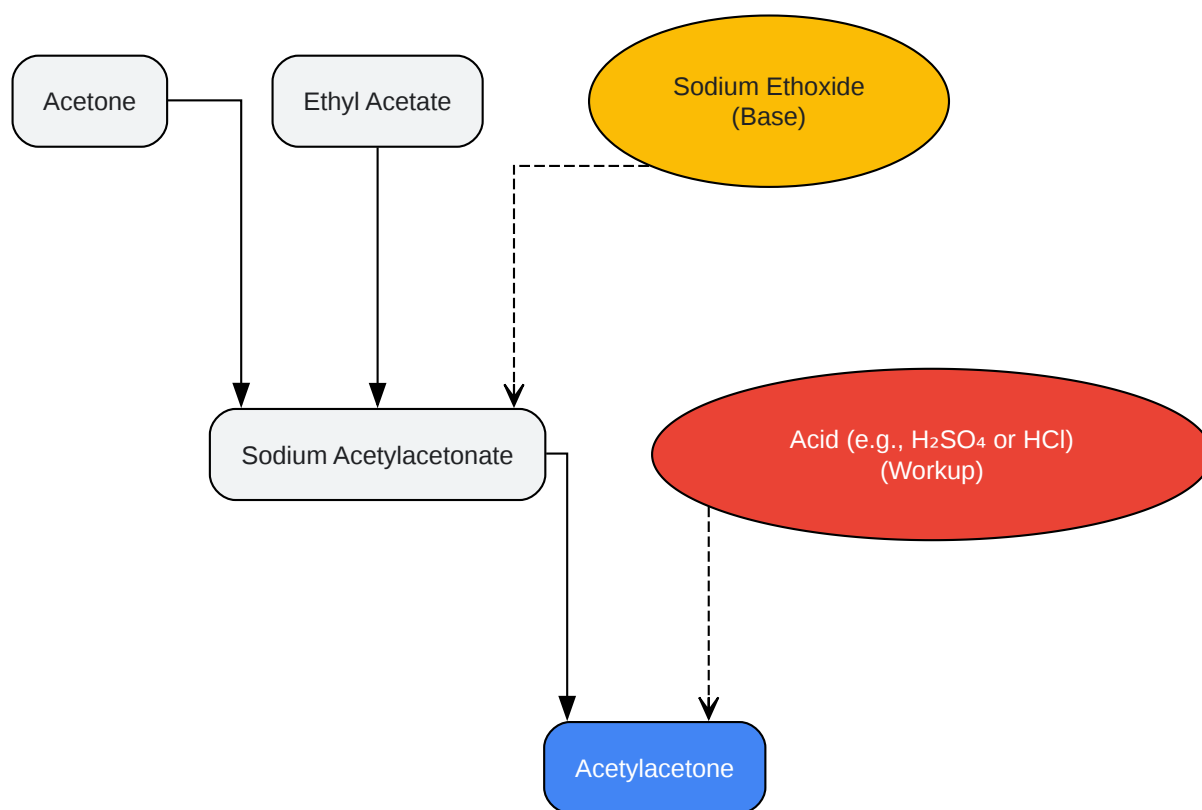 Acetone
Ethyl Acetate
Sodium Ethoxide
(Base)
Sodium Acetylacetonate
Acid (e.g., H₂SO₄ or HCl)
(Workup)
Acetylacetone